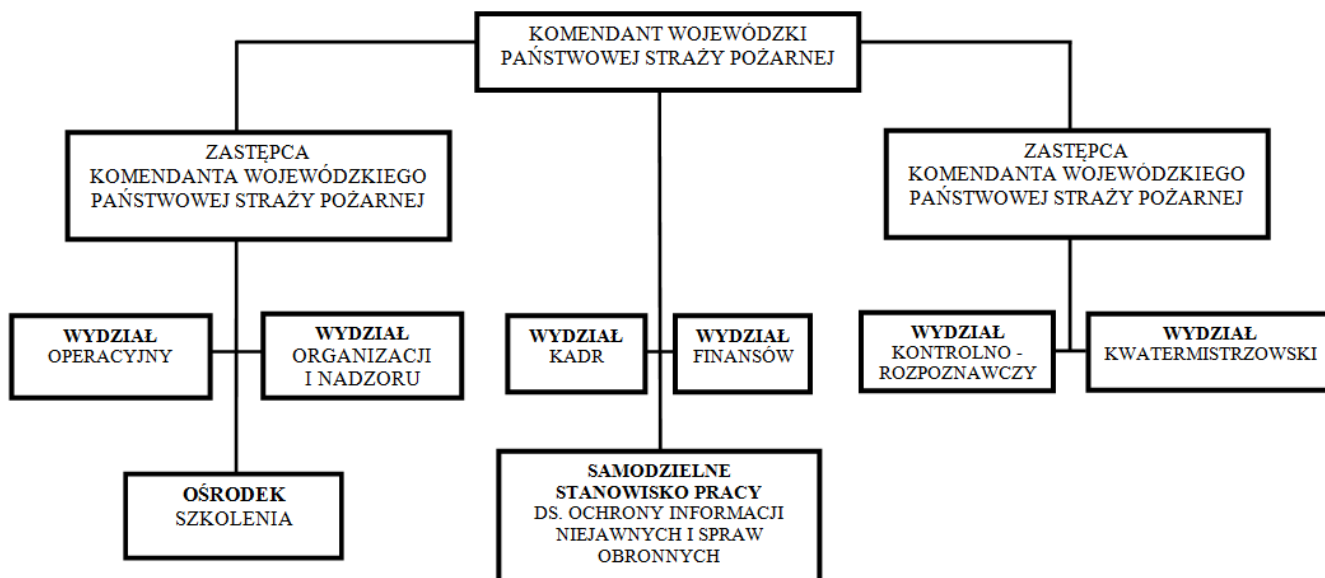 KOMENDANT WOJEWÓDZKI
PAŃSTWOWEJ STRAŻY POŻARNEJ
ZASTĘPCA
KOMENDANTA WOJEWÓDZKIEGO
PAŃSTWOWEJ STRAŻY POŻARNEJ
ZASTĘPCA
KOMENDANTA WOJEWÓDZKIEGO
PAŃSTWOWEJ STRAŻY POŻARNEJ
WYDZIAŁ
OPERACYJNY
WYDZIAŁ
ORGANIZACJI
I NADZORU
WYDZIAŁ
KADR
WYDZIAŁ
FINANSÓW
WYDZIAŁ
KONTROLNO -
ROZPOZNAWCZY
WYDZIAŁ
KWATERMISTRZOWSKI
OŚRODEK
SZKOLENIA
SAMODZIELNE
STANOWISKO PRACY
DS. OCHRONY INFORMACJI
NIEJAWNYCH I SPRAW
OBRONNYCH